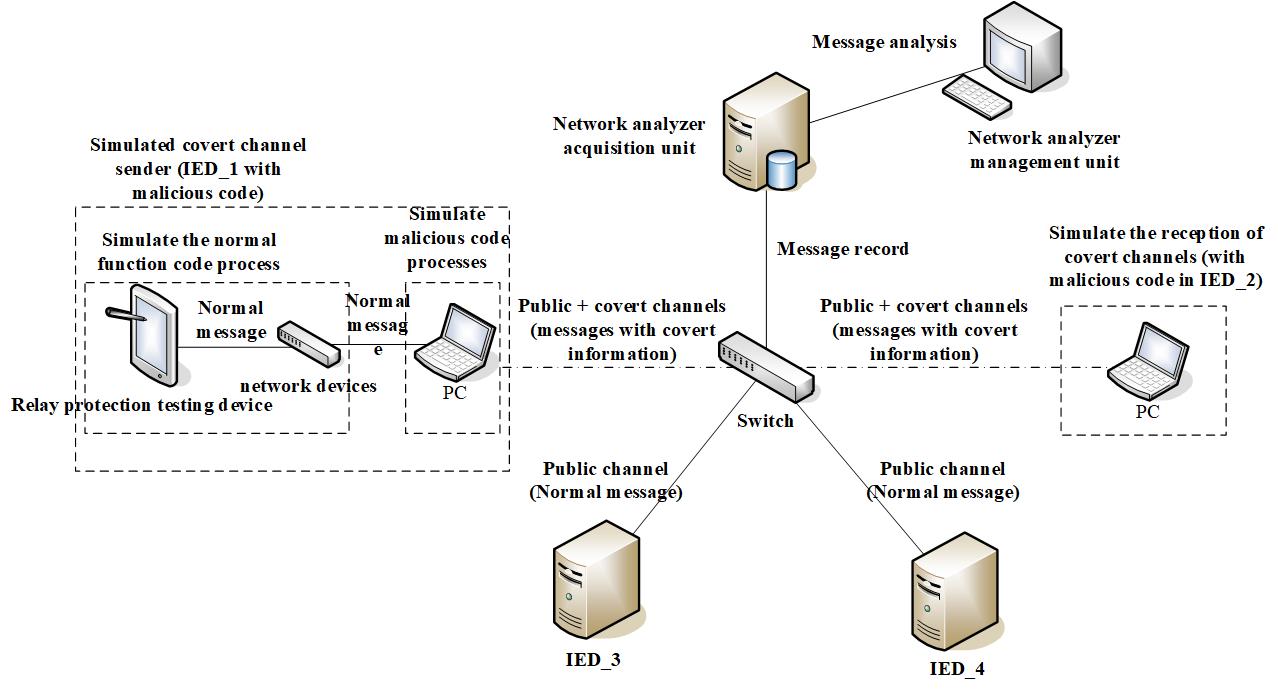 Message analysis
Network analyzer
acquisition unit
Network analyzer
management unit
Simulated covert channel
sender (IED_1 with
malicious code)
Simulate
malicious code
processes
Simulate the normal
function code process
Message record
Simulate the reception of
covert channels (with
malicious code in IED_2)
Normal
message
Normal
messag
e
Public + covert channels
(messages with covert
information)
Public + covert channels
(messages with covert
information)
network devices
PC
Relay protection testing device
Switch
PC
Public channel
(Normal message)
Public channel
(Normal message)
IED_3
IED_4